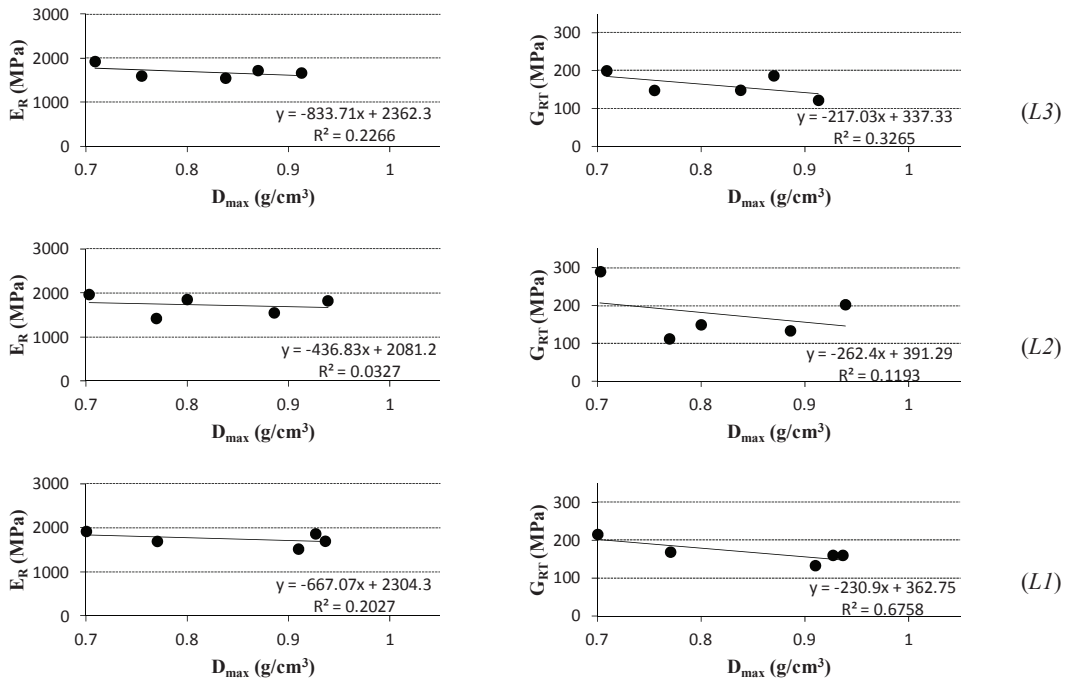 3000
2000
1000
0
E_R (MPa)
y = -833.71x + 2362.3
R² = 0.2266
0.7 0.8 0.9 1
D_max (g/cm³)
300
200
100
0
G_RT (MPa)
y = -217.03x + 337.33
R² = 0.3265
0.7 0.8 0.9 1
D_max (g/cm³)
(L3)
3000
2000
1000
0
E_R (MPa)
y = -436.83x + 2081.2
R² = 0.0327
0.7 0.8 0.9 1
D_max (g/cm³)
300
200
100
0
G_RT (MPa)
y = -262.4x + 391.29
R² = 0.1193
0.7 0.8 0.9 1
D_max (g/cm³)
(L2)
3000
2000
1000
0
E_R (MPa)
y = -667.07x + 2304.3
R² = 0.2027
0.7 0.8 0.9 1
D_max (g/cm³)
300
200
100
0
G_RT (MPa)
y = -230.9x + 362.75
R² = 0.6758
0.7 0.8 0.9 1
D_max (g/cm³)
(L1)